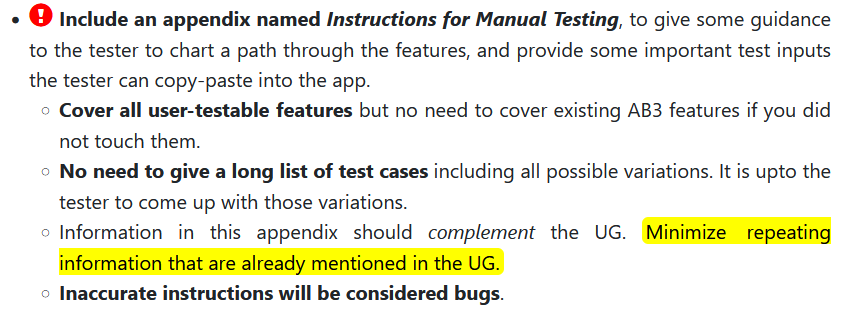 • ! Include an appendix named Instructions for Manual Testing, to give some guidance
to the tester to chart a path through the features, and provide some important test inputs
the tester can copy-paste into the app.
◦ Cover all user-testable features but no need to cover existing AB3 features if you did
not touch them.
◦ No need to give a long list of test cases including all possible variations. It is upto the
tester to come up with those variations.
◦ Information in this appendix should complement the UG. Minimize repeating
information that are already mentioned in the UG.
◦ Inaccurate instructions will be considered bugs.